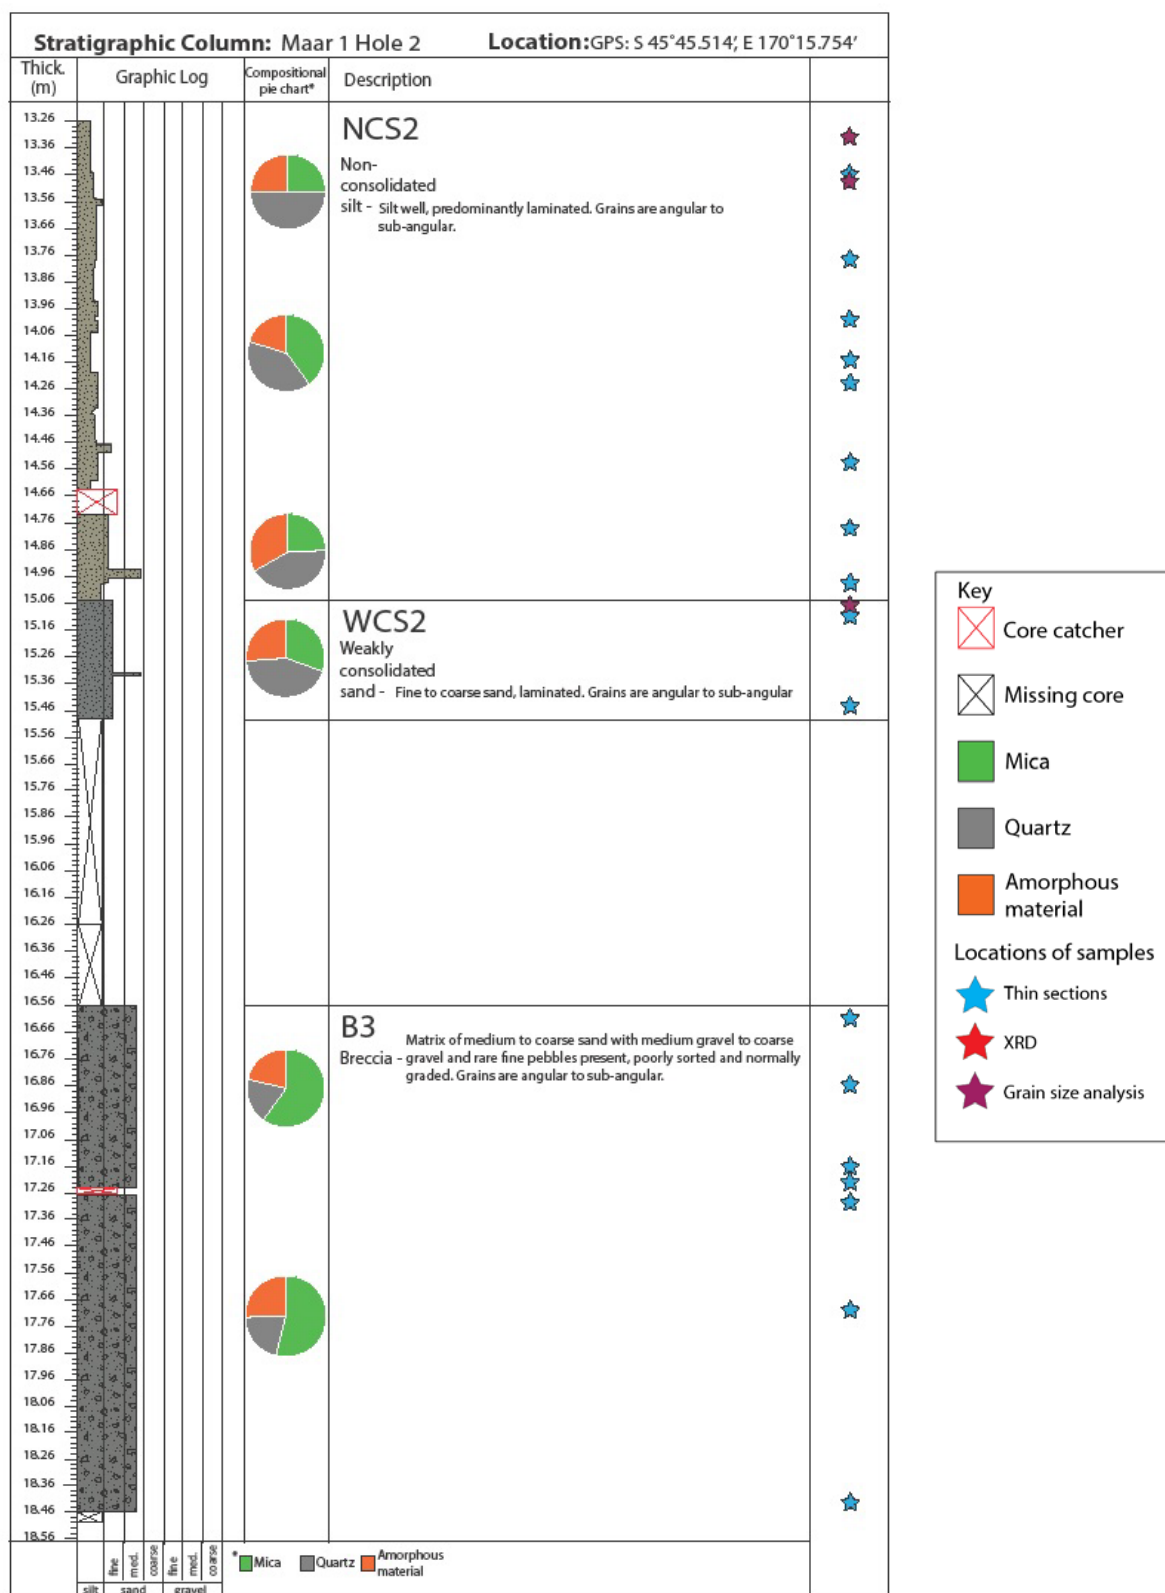 Stratigraphic Column: Maar 1 Hole 2 Location:GPS: S 45°45.514′, E 170°15.754′
Thick. (m)
Graphic Log
Compositional pie chart*
Description
13.26
13.36
13.46
13.56
13.66
13.76
13.86
13.96
14.06
14.16
14.26
14.36
14.46
14.56
14.66
14.76
14.86
14.96
15.06
15.16
15.26
15.36
15.46
15.56
15.66
15.76
15.86
15.96
16.06
16.16
16.26
16.36
16.46
16.56
16.66
16.76
16.86
16.96
17.06
17.16
17.26
17.36
17.46
17.56
17.66
17.76
17.86
17.96
18.06
18.16
18.26
18.36
18.46
18.56
NCS2
Non-
consolidated
silt - Silt well, predominantly laminated. Grains are angular to
sub-angular.
WCS2
Weakly
consolidated
sand - Fine to coarse sand, laminated. Grains are angular to sub-angular
B3
Matrix of medium to coarse sand with medium gravel to coarse
Breccia - gravel and rare fine pebbles present, poorly sorted and normally
graded. Grains are angular to sub-angular.
fine
med.
coarse
fine
med.
coarse
silt
sand
gravel
* Mica
Quartz
Amorphous
material
Key
Core catcher
Missing core
Mica
Quartz
Amorphous
material
Locations of samples
Thin sections
XRD
Grain size analysis